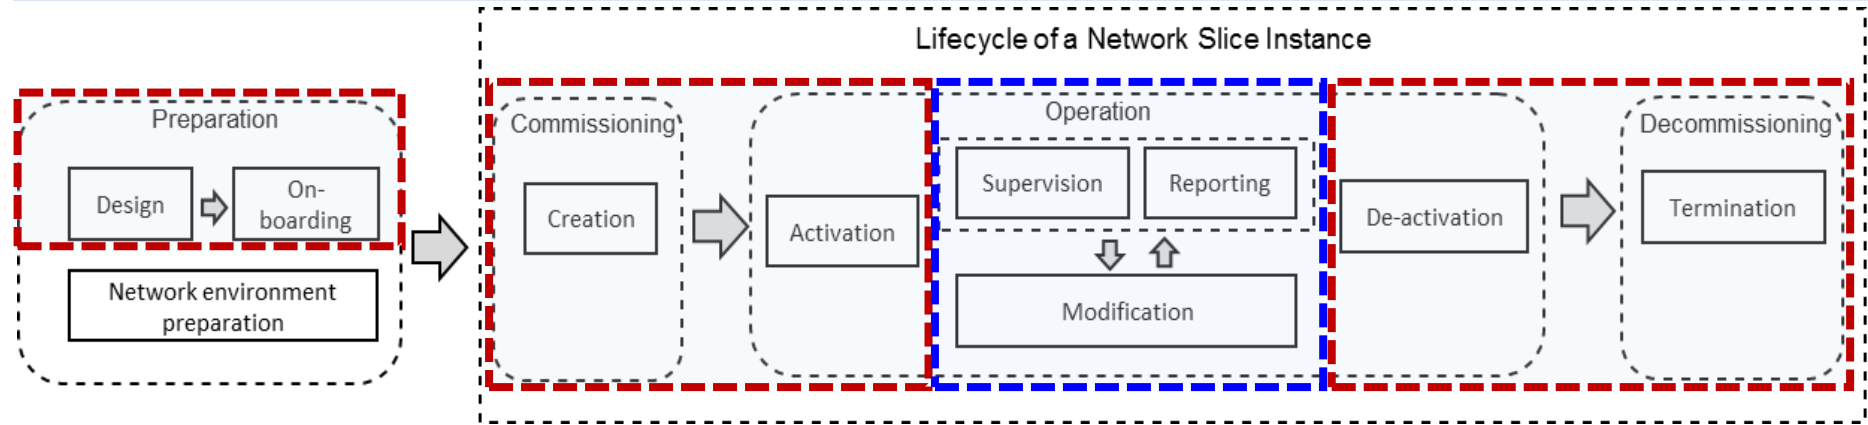 Lifecycle of a Network Slice Instance
Preparation
Design
On-
boarding
Network environment
preparation
Commissioning
Creation
Activation
Operation
Supervision
Reporting
Modification
De-activation
Decommissioning
Termination